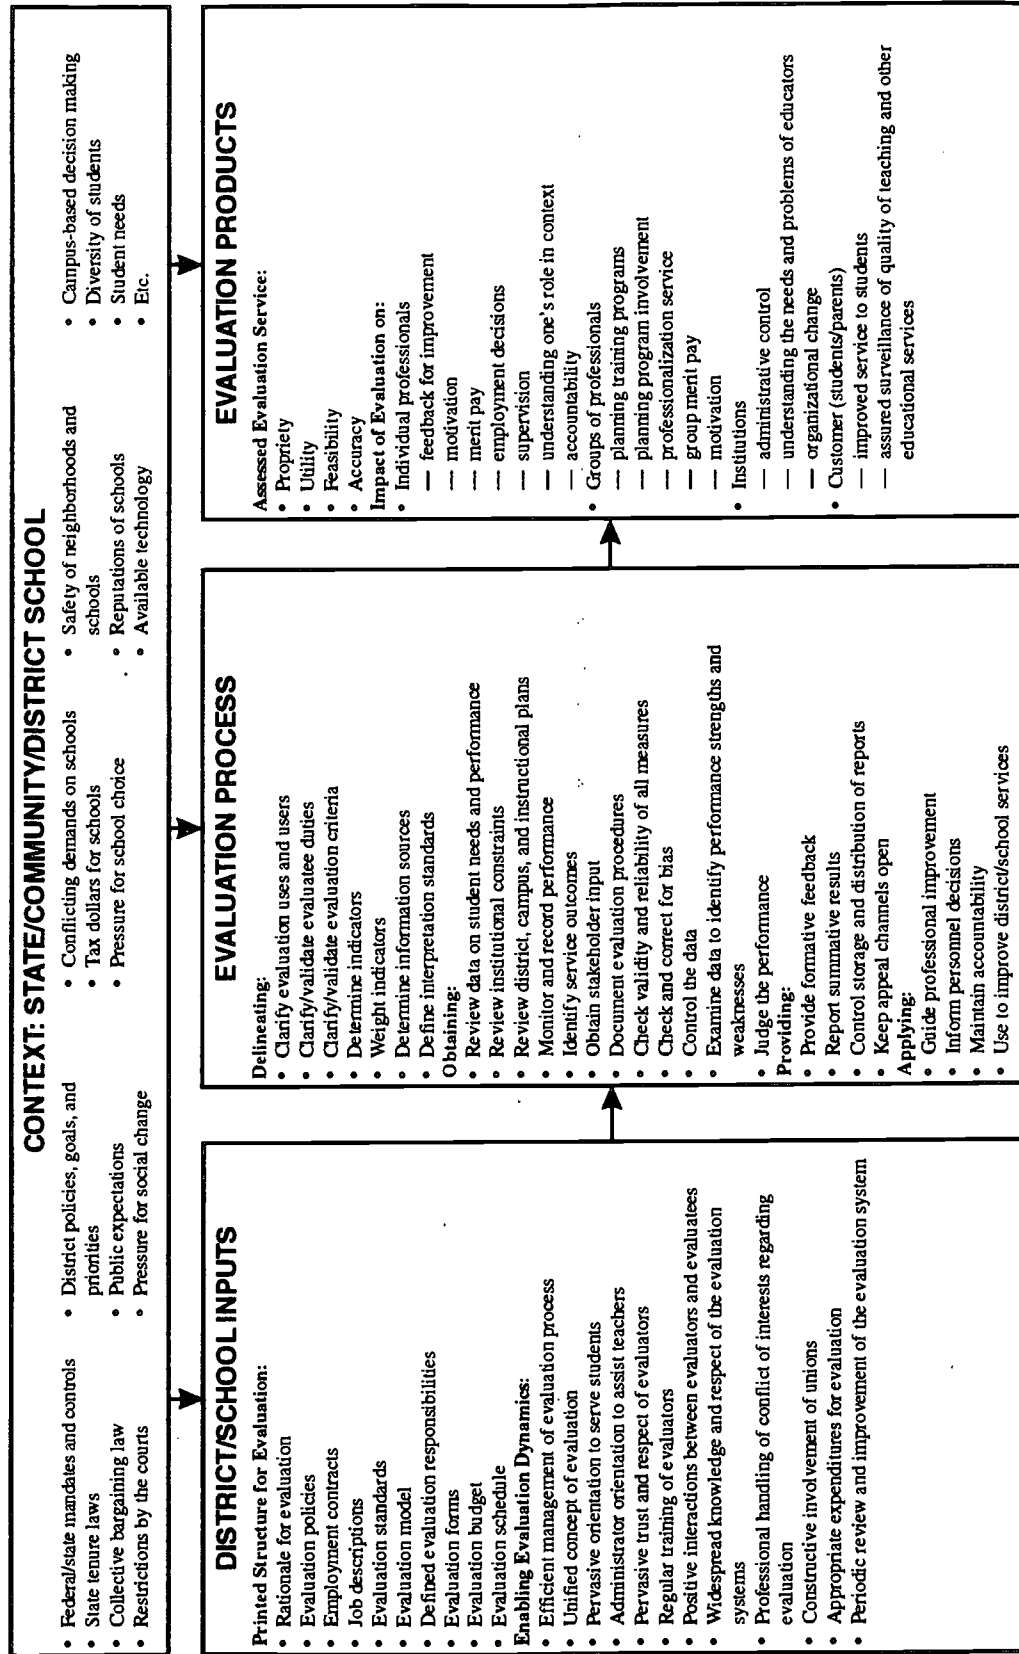 CONTEXT: STATE/COMMUNITY/DISTRICT SCHOOL
• Federal/state mandates and controls
• State tenure laws
• Collective bargaining law
• Restrictions by the courts
• District policies, goals, and
priorities
• Public expectations
• Pressure for social change
• Conflicting demands on schools
• Tax dollars for schools
• Pressure for school choice
• Safety of neighborhoods and
schools
• Reputations of schools
• Available technology
• Campus-based decision making
• Diversity of students
• Student needs
• Etc.
DISTRICT/SCHOOL INPUTS
Printed Structure for Evaluation:
• Rationale for evaluation
• Evaluation policies
• Employment contracts
• Job descriptions
• Evaluation standards
• Evaluation model
• Defined evaluation responsibilities
• Evaluation forms
• Evaluation budget
• Evaluation schedule
Enabling Evaluation Dynamics:
• Efficient management of evaluation process
• Unified concept of evaluation
• Pervasive orientation to serve students
• Administrator orientation to assist teachers
• Pervasive trust and respect of evaluators
• Regular training of evaluators
• Positive interactions between evaluators and evaluatees
• Widespread knowledge and respect of the evaluation
systems
• Professional handling of conflict of interests regarding
evaluation
• Constructive involvement of unions
• Appropriate expenditures for evaluation
• Periodic review and improvement of the evaluation system
EVALUATION PROCESS
Delineating:
• Clarify evaluation uses and users
• Clarify/validate evaluatee duties
• Clarify/validate evaluation criteria
• Determine indicators
• Weight indicators
• Determine information sources
• Define interpretation standards
Obtaining:
• Review data on student needs and performance
• Review institutional constraints
• Review district, campus, and instructional plans
• Monitor and record performance
• Identify service outcomes
• Obtain stakeholder input
• Document evaluation procedures
• Check validity and reliability of all measures
• Check and correct for bias
• Control the data
• Examine data to identify performance strengths and
weaknesses
• Judge the performance
Providing:
• Provide formative feedback
• Report summative results
• Control storage and distribution of reports
• Keep appeal channels open
Applying:
• Guide professional improvement
• Inform personnel decisions
• Maintain accountability
• Use to improve district/school services
EVALUATION PRODUCTS
Assessed Evaluation Service:
• Propriety
• Utility
• Feasibility
• Accuracy
Impact of Evaluation on:
• Individual professionals
— feedback for improvement
— motivation
— merit pay
— employment decisions
— supervision
— understanding one's role in context
— accountability
• Groups of professionals
— planning training programs
— planning program involvement
— professionalization service
— group merit pay
— motivation
• Institutions
— administrative control
— understanding the needs and problems of educators
— organizational change
• Customer (students/parents)
— improved service to students
— assured surveillance of quality of teaching and other
educational services